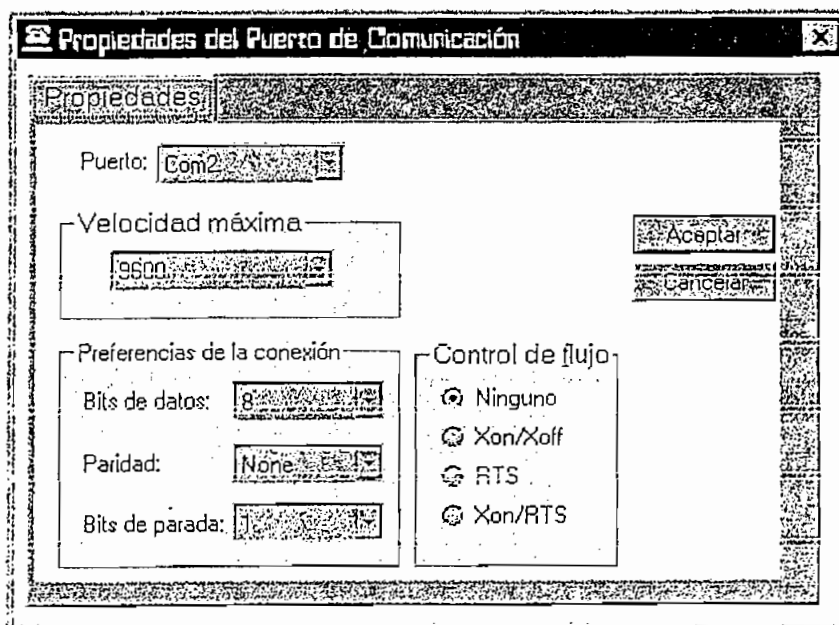 Propiedades del Puerto de Comunicación
Propiedades
Puerto: Com2
Velocidad máxima
9600
Aceptar
Cancelar
Preferencias de la conexión
Bits de datos: 8
Paridad: None
Bits de parada: 1
Control de flujo
Ninguno
Xon/Xoff
RTS
Xon/RTS